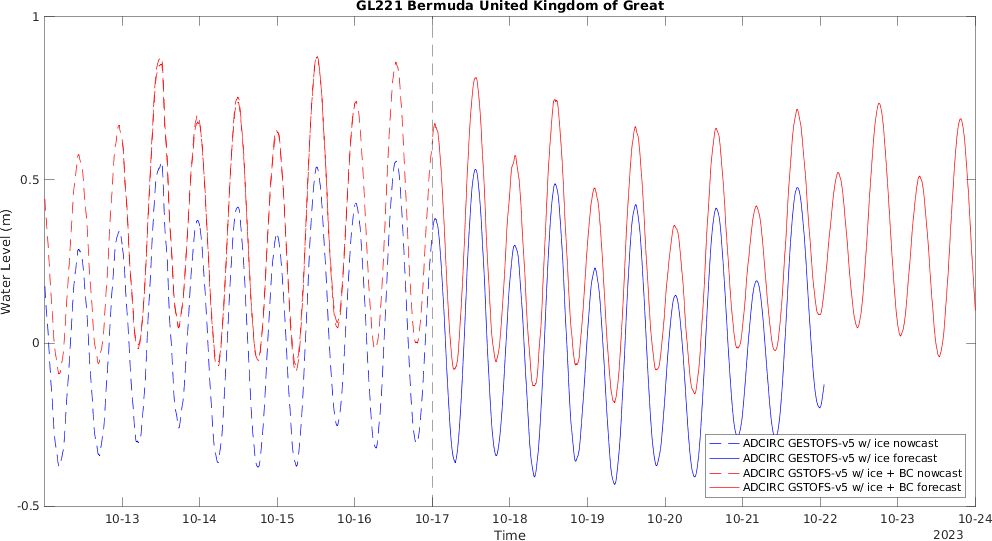 GL221 Bermuda United Kingdom of Great
1
0.5
0
-0.5
Water Level (m)
ADCIRC GESTOFS-v5 w/ ice nowcast
ADCIRC GESTOFS-v5 w/ ice forecast
ADCIRC GSTOFS-v5 w/ ice + BC nowcast
ADCIRC GSTOFS-v5 w/ ice + BC forecast
10-13 10-14 10-15 10-16 10-17 10-18 10-19 10-20 10-21 10-22 10-23 10-24
Time
2023